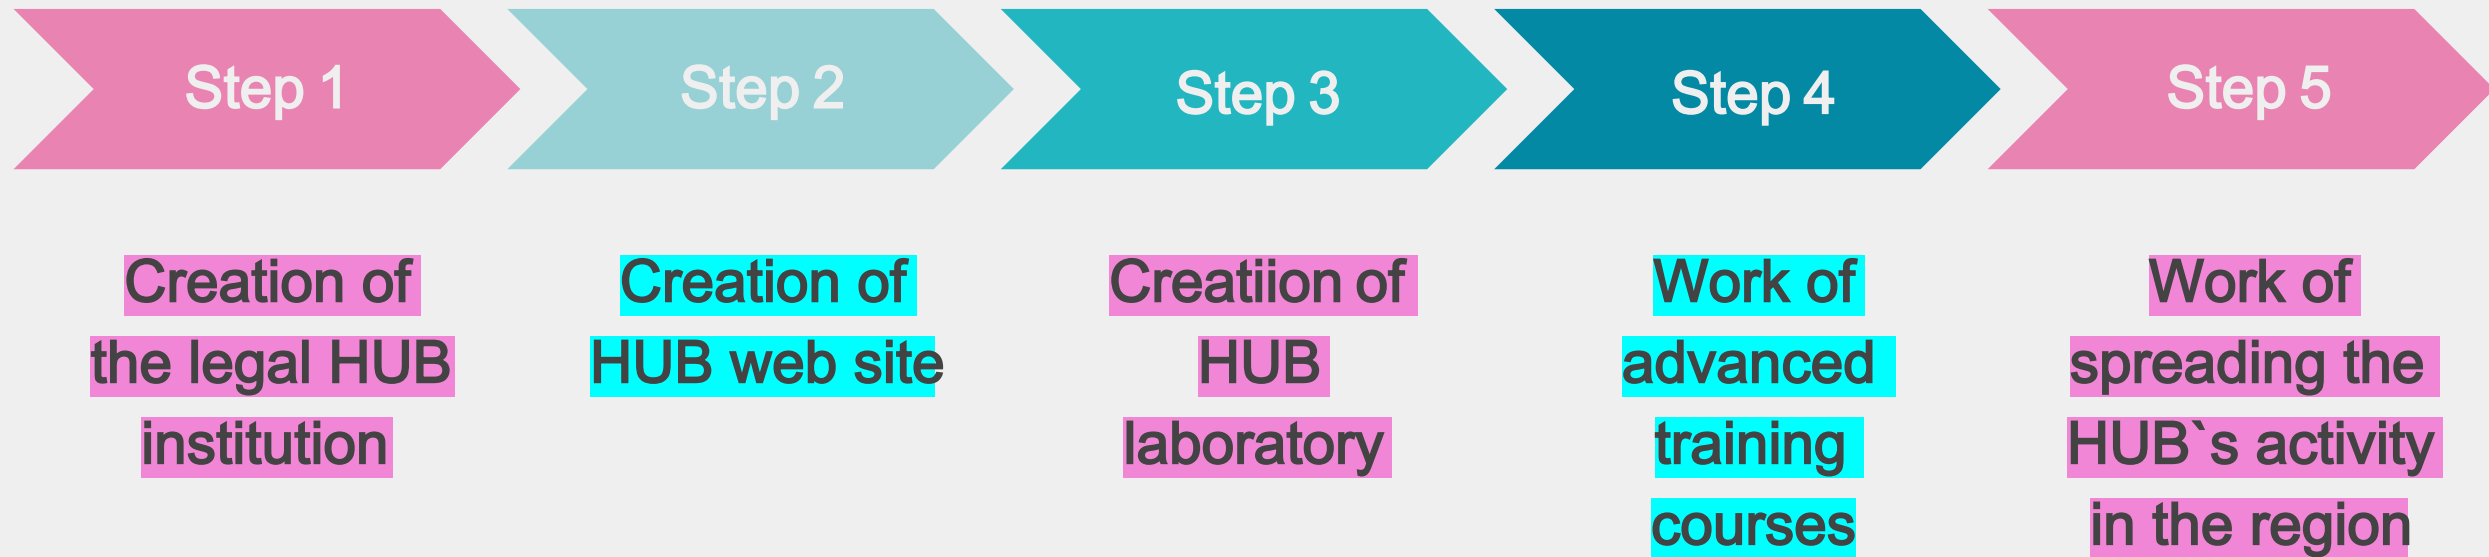 Step 1
Step 2
Step 3
Step 4
Step 5
Creation of
the legal HUB
institution
Creation of
HUB web site
Creatiion of
HUB
laboratory
Work of
advanced
training
courses
Work of
spreading the
HUB`s activity
in the region